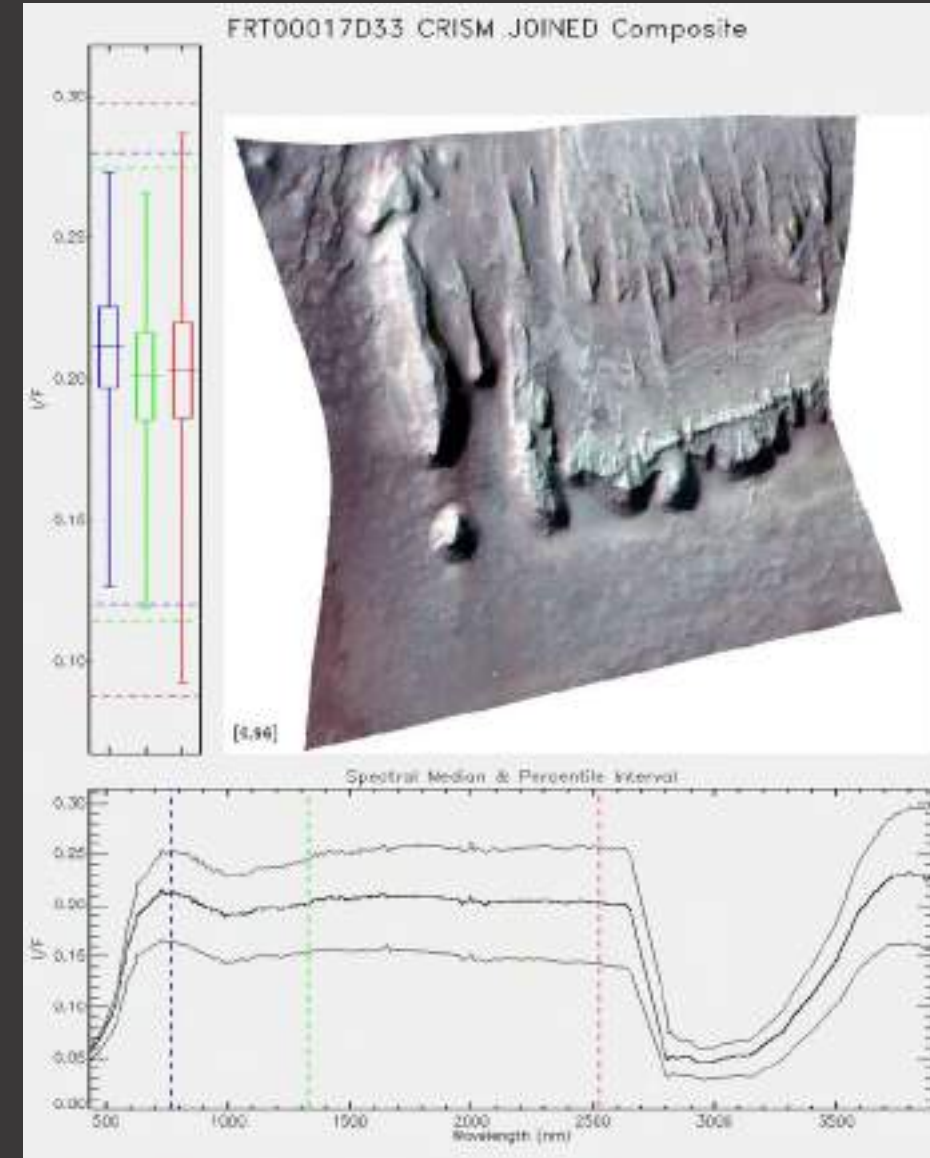 FRT00017D33 CRISM JOINED Composite
0.30
0.25
0.20
0.15
0.10
I/F
Spectral Median & Percentile Interval
0.30
0.25
0.20
0.15
0.10
0.05
0.00
I/F
500 1000 1500 2000 2500 3000 3500
Wavelength (nm)